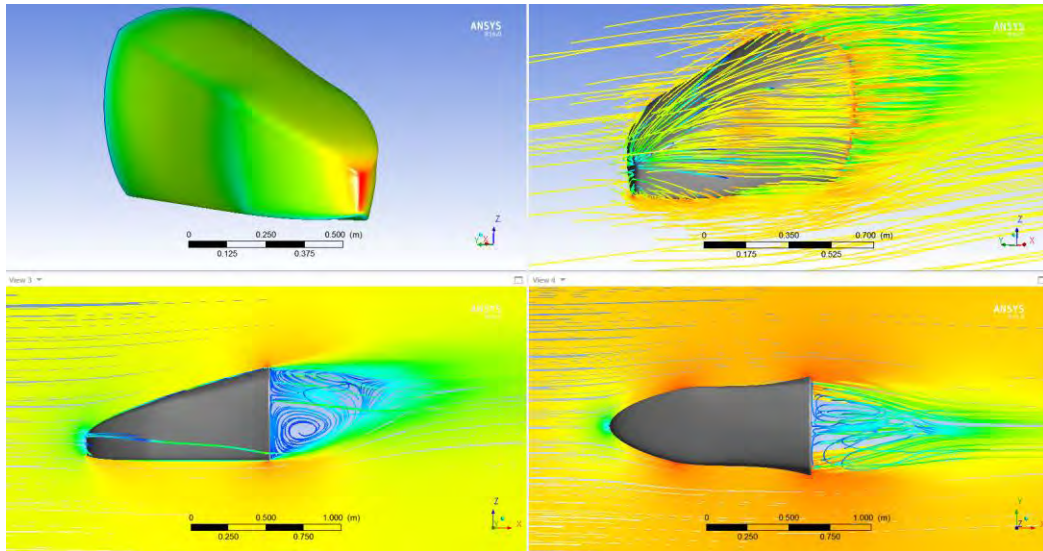 ANSYS
0 0.250 0.500 (m)
0.125 0.375
Z
Y X
ANSYS
0 0.350 0.700 (m)
0.175 0.525
Z
Y X
View 3
ANSYS
0 0.500 1.000 (m)
0.250 0.750
Z
X
View 4
ANSYS
0 0.500 1.000 (m)
0.250 0.750
Y
Z X